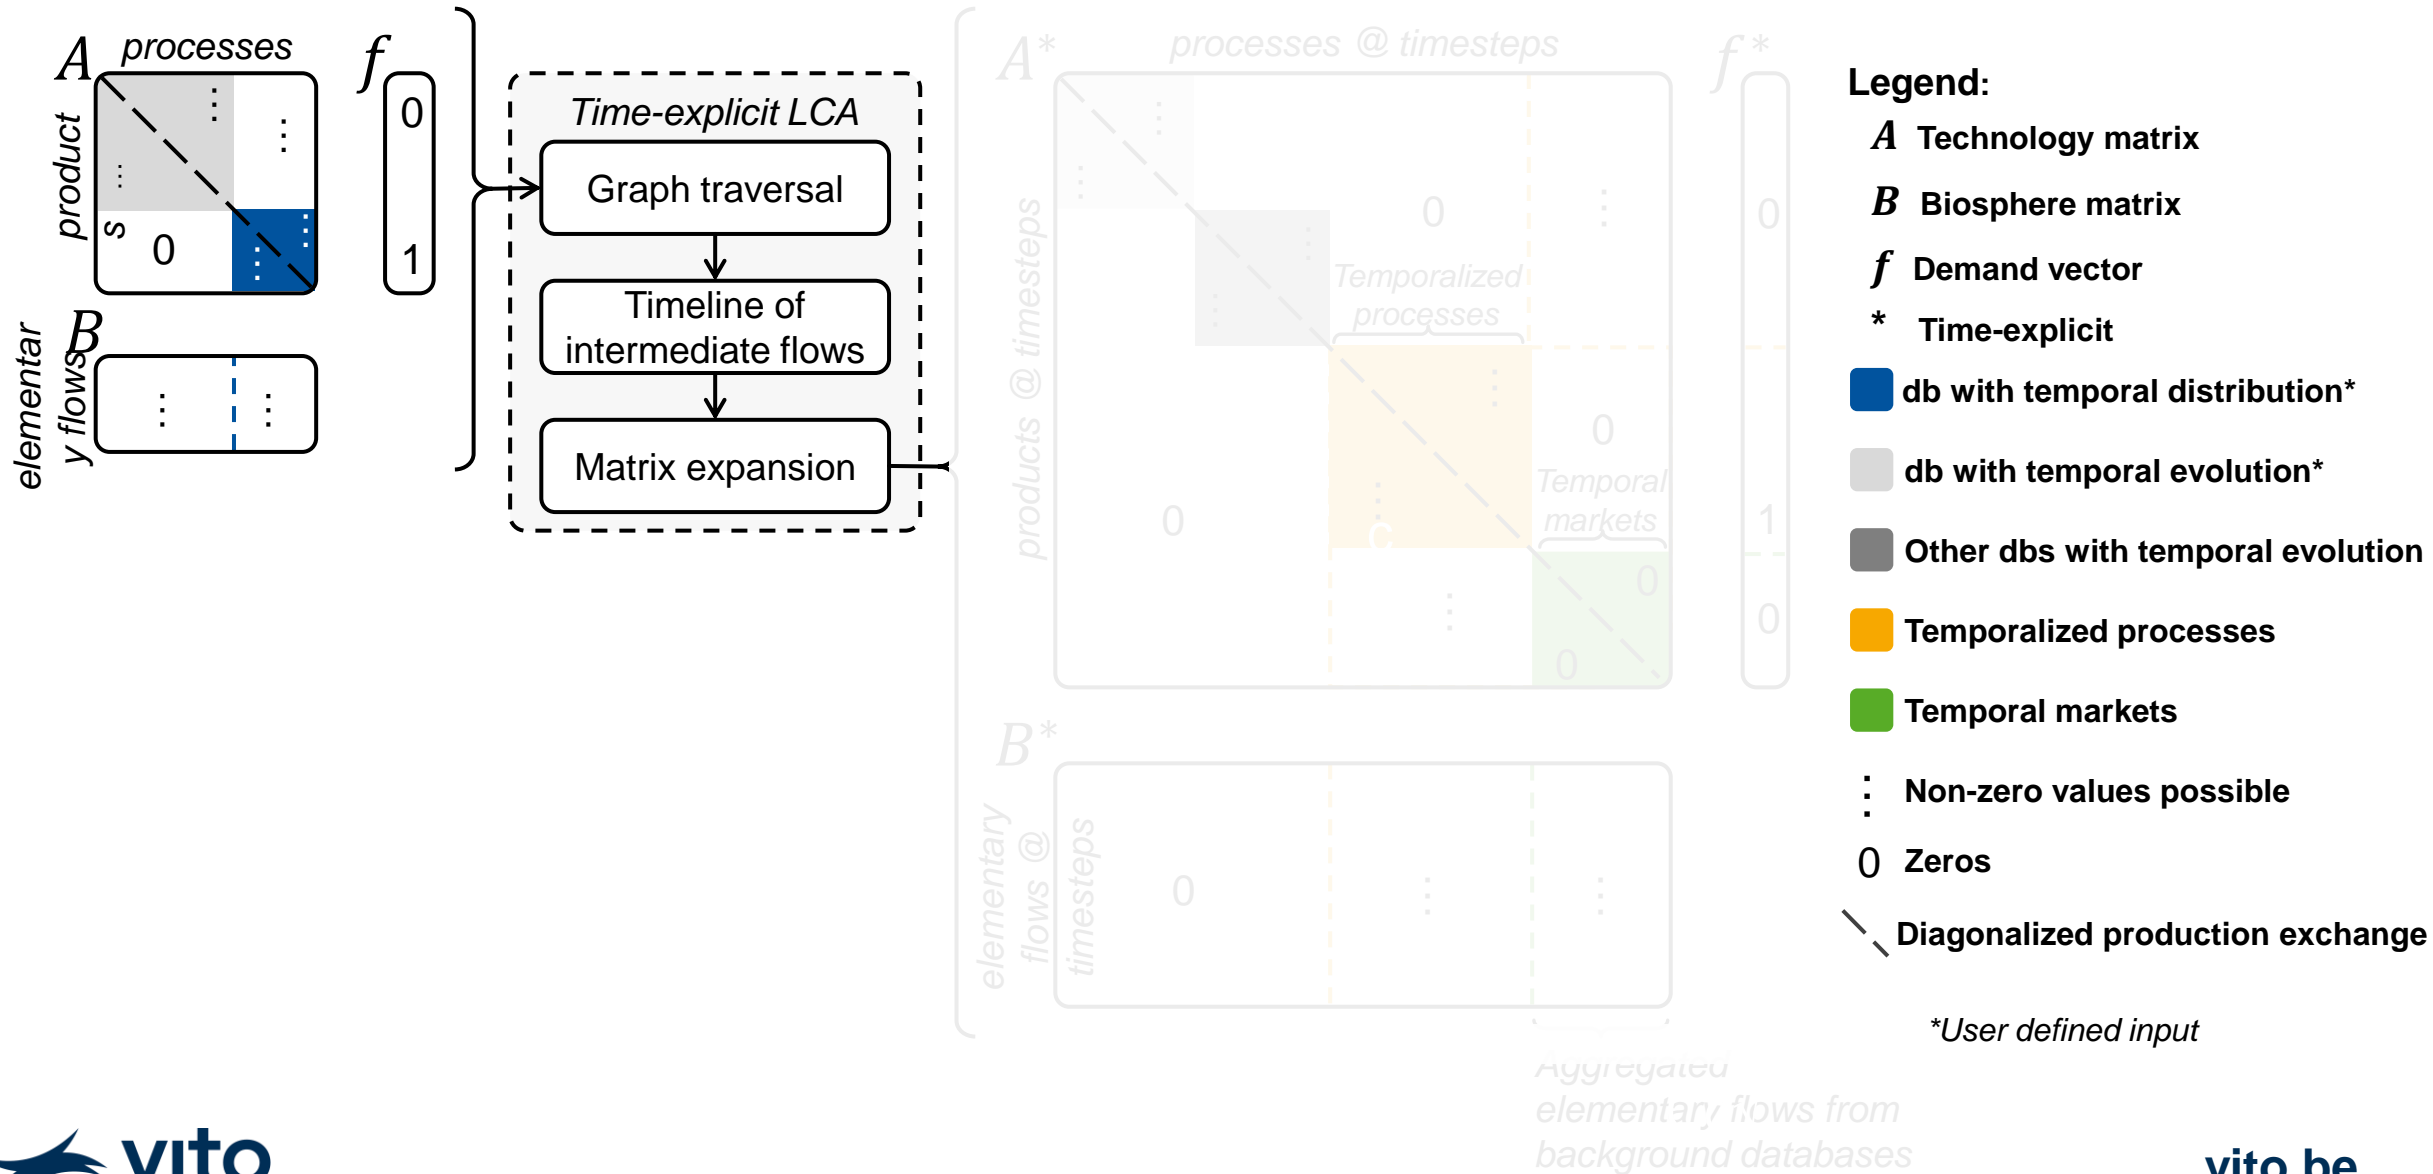 A processes
product
s
0
f
0
1
B
elementar
y flows
Time-explicit LCA
Graph traversal
Timeline of
intermediate flows
Matrix expansion
A* processes @ timesteps
products @ timesteps
0
Temporalized
processes
0
Temporal
markets
0
c
0
0
f*
0
1
0
B*
elementary
flows @
timesteps
0
Aggregated
elementary flows from
background databases
Legend:
A Technology matrix
B Biosphere matrix
f Demand vector
* Time-explicit
db with temporal distribution*
db with temporal evolution*
Other dbs with temporal evolution
Temporalized processes
Temporal markets
Non-zero values possible
0 Zeros
Diagonalized production exchange
*User defined input
vito
vito.be